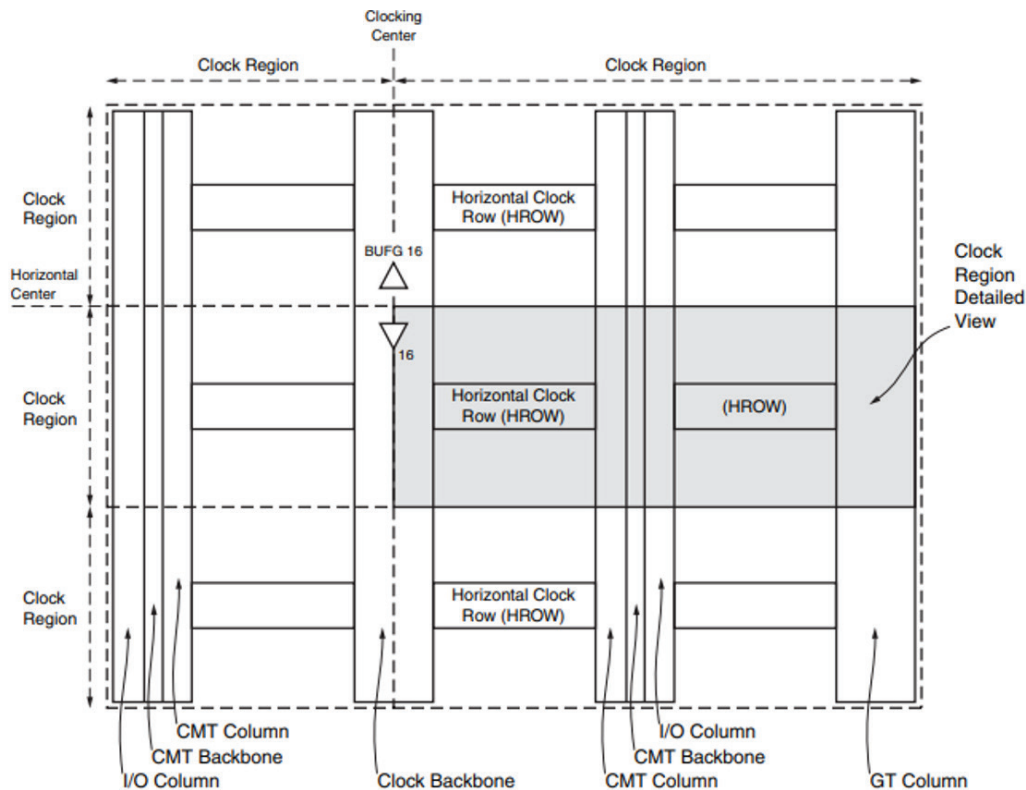 Clocking
Center
Clock Region
Clock Region
Clock
Region
Horizontal Clock
Row (HROW)
BUFG 16
Clock
Region
Detailed
View
Horizontal
Center
16
Clock
Region
Horizontal Clock
Row (HROW)
(HROW)
Clock
Region
Horizontal Clock
Row (HROW)
CMT Column
I/O Column
CMT Backbone
CMT Backbone
I/O Column
Clock Backbone
CMT Column
GT Column